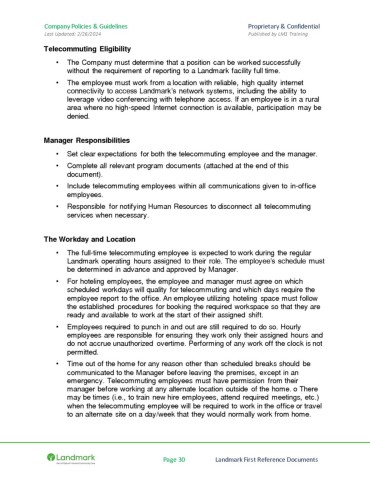 Company Policies & Guidelines Proprietary & Confidential
Last Updated: 2/26/2024 Published by LM1 Training
Telecommuting Eligibility
• The Company must determine that a position can be worked successfully
without the requirement of reporting to a Landmark facility full time.
• The employee must work from a location with reliable, high quality internet
connectivity to access Landmark's network systems, including the ability to
leverage video conferencing with telephone access. If an employee is in a rural
area where no high-speed Internet connection is available, participation may be
denied.
Manager Responsibilities
• Set clear expectations for both the telecommuting employee and the manager.
• Complete all relevant program documents (attached at the end of this
document).
• Include telecommuting employees within all communications given to in-office
employees.
• Responsible for notifying Human Resources to disconnect all telecommuting
services when necessary.
The Workday and Location
• The full-time telecommuting employee is expected to work during the regular
Landmark operating hours assigned to their role. The employee's schedule must
be determined in advance and approved by Manager.
• For hoteling employees, the employee and manager must agree on which
scheduled workdays will qualify for telecommuting and which days require the
employee report to the office. An employee utilizing hoteling space must follow
the established procedures for booking the required workspace so that they are
ready and available to work at the start of their assigned shift.
• Employees required to punch in and out are still required to do so. Hourly
employees are responsible for ensuring they work only their assigned hours and
do not accrue unauthorized overtime. Performing of any work off the clock is not
permitted.
• Time out of the home for any reason other than scheduled breaks should be
communicated to the Manager before leaving the premises, except in an
emergency. Telecommuting employees must have permission from their
manager before working at any alternate location outside of the home. o There
may be times (i.e., to train new hire employees, attend required meetings, etc.)
when the telecommuting employee will be required to work in the office or travel
to an alternate site on a day/week that they would normally work from home.
Landmark Page 30 Landmark First Reference Documents